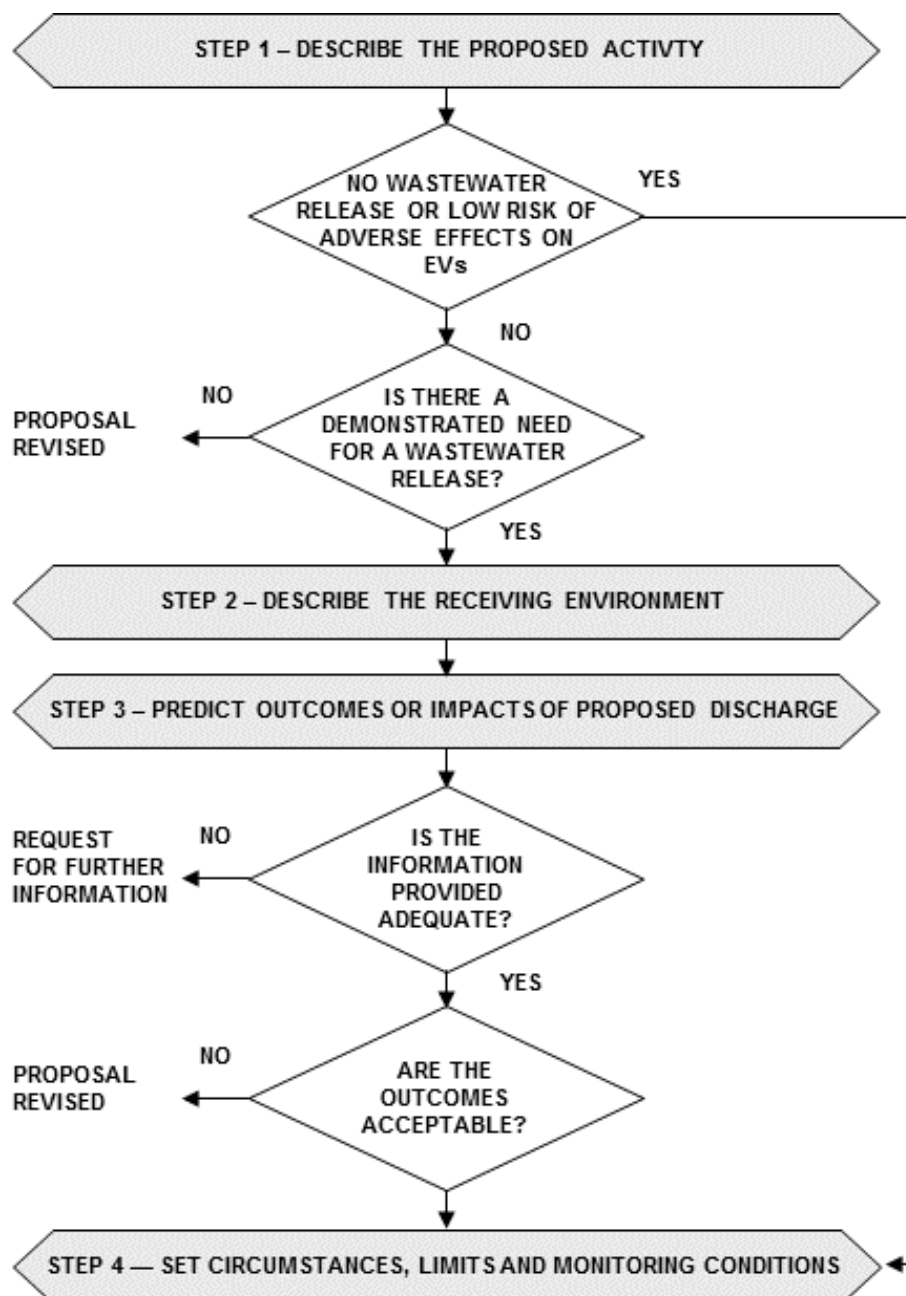 STEP 1 – DESCRIBE THE PROPOSED ACTIVTY
NO WASTEWATER
RELEASE OR LOW RISK OF
ADVERSE EFFECTS ON
EVs
YES
NO
IS THERE A
DEMONSTRATED NEED
FOR A WASTEWATER
RELEASE?
NO
PROPOSAL
REVISED
YES
STEP 2 – DESCRIBE THE RECEIVING ENVIRONMENT
STEP 3 – PREDICT OUTCOMES OR IMPACTS OF PROPOSED DISCHARGE
IS THE
INFORMATION
PROVIDED
ADEQUATE?
NO
REQUEST
FOR FURTHER
INFORMATION
YES
ARE THE
OUTCOMES
ACCEPTABLE?
NO
PROPOSAL
REVISED
STEP 4 — SET CIRCUMSTANCES, LIMITS AND MONITORING CONDITIONS